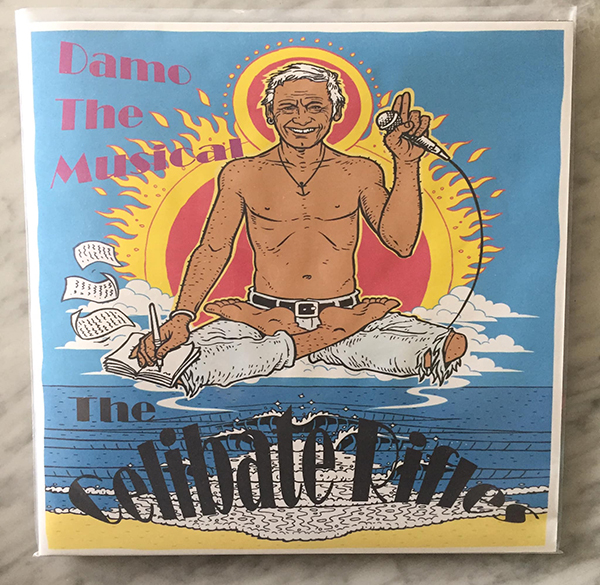 Damo
The
Musical
The
Celibate Rifles